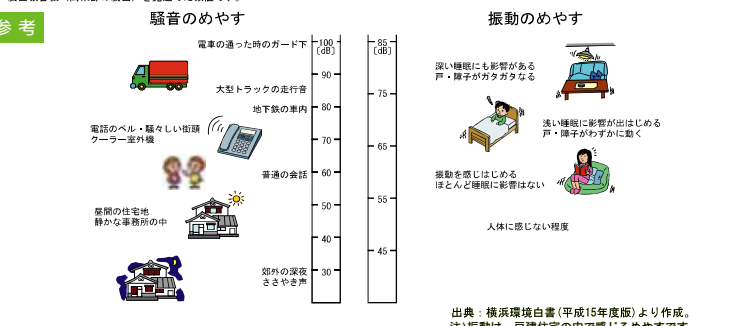 参考
騒音のめやす
電車の通った時のガード下
大型トラックの走行音
地下鉄の車内
電話のベル・騒々しい街頭
クーラー室外機
普通の会話
昼間の住宅地
静かな事務所の中
郊外の深夜
ささやき声
100
[dB]
90
80
70
60
50
40
30
振動のめやす
85
[dB]
75
65
55
45
深い睡眠にも影響がある
戸・障子がガタガタなる
浅い睡眠に影響が出はじめる
戸・障子がわずかに動く
振動を感じはじめる
ほとんど睡眠に影響はない
人体に感じない程度
出典：横浜環境白書(平成15年度版)より作成。